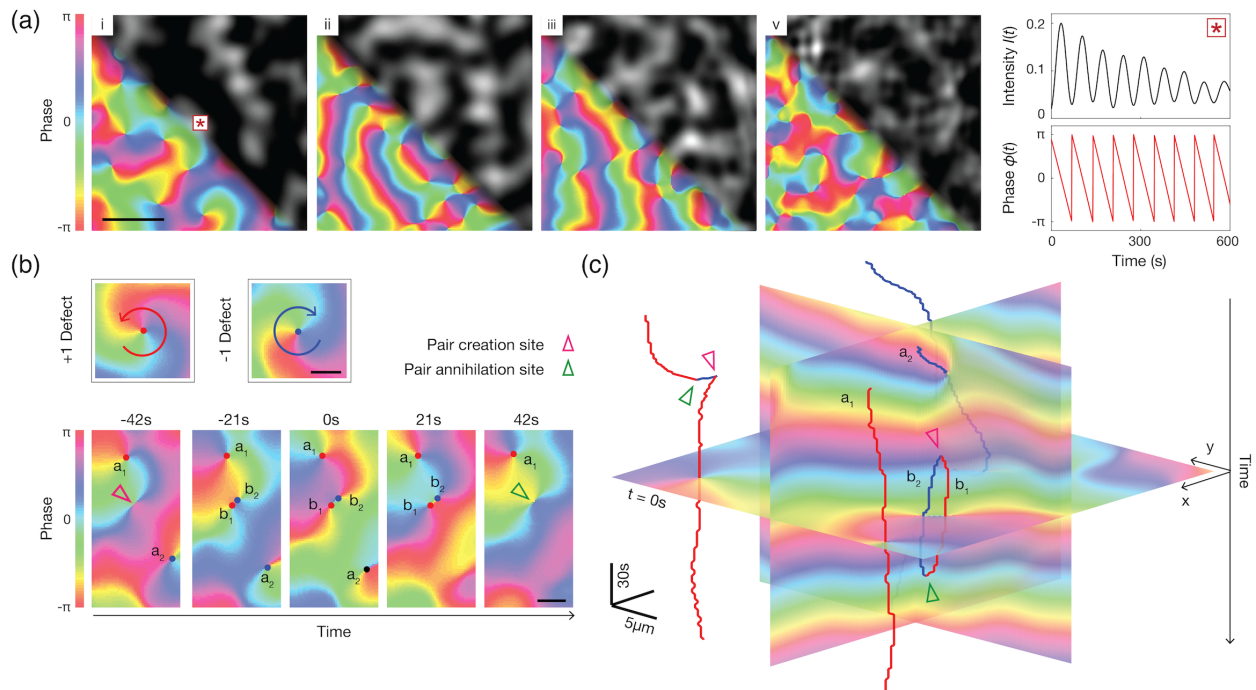 (a)
i
ii
iii
v
*
*
Phase
π
0
-π
Intensity I(t)
0.2
0.1
0
Phase ϕ(t)
π
0
-π
0
300
600
Time (s)
(b)
+1 Defect
-1 Defect
Pair creation site
Pair annihilation site
-42s
-21s
0s
21s
42s
Phase
π
0
-π
a1
a2
b2
b1
a2
a1
b2
b1
a2
a1
b2
b1
a1
a1
Time
(c)
a2
a1
b2
b1
t = 0s
y
x
Time
30s
5μm